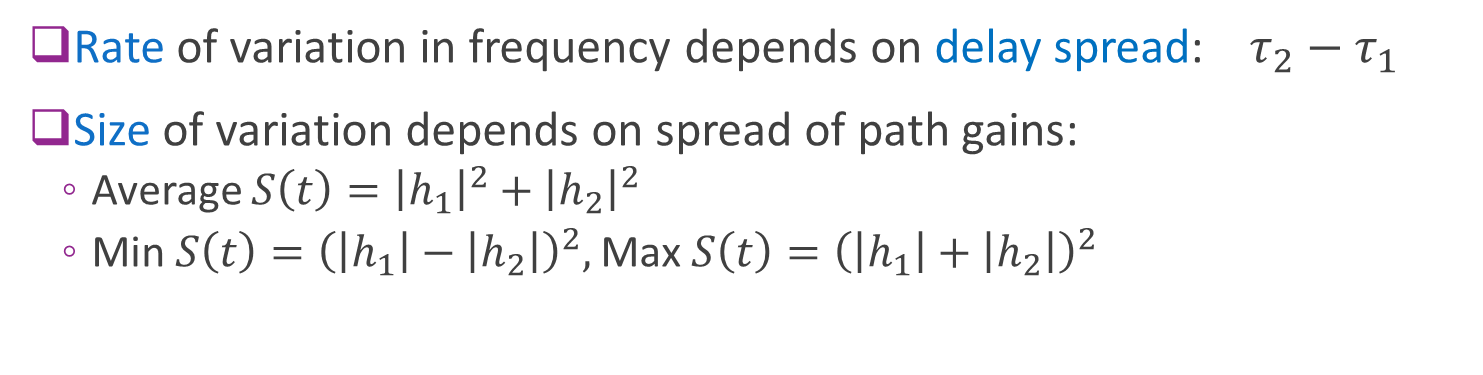 ❑Rate of variation in frequency depends on delay spread: τ₂ − τ₁
❑Size of variation depends on spread of path gains:
◦ Average S(t) = |h₁|² + |h₂|²
◦ Min S(t) = (|h₁| − |h₂|)², Max S(t) = (|h₁| + |h₂|)²